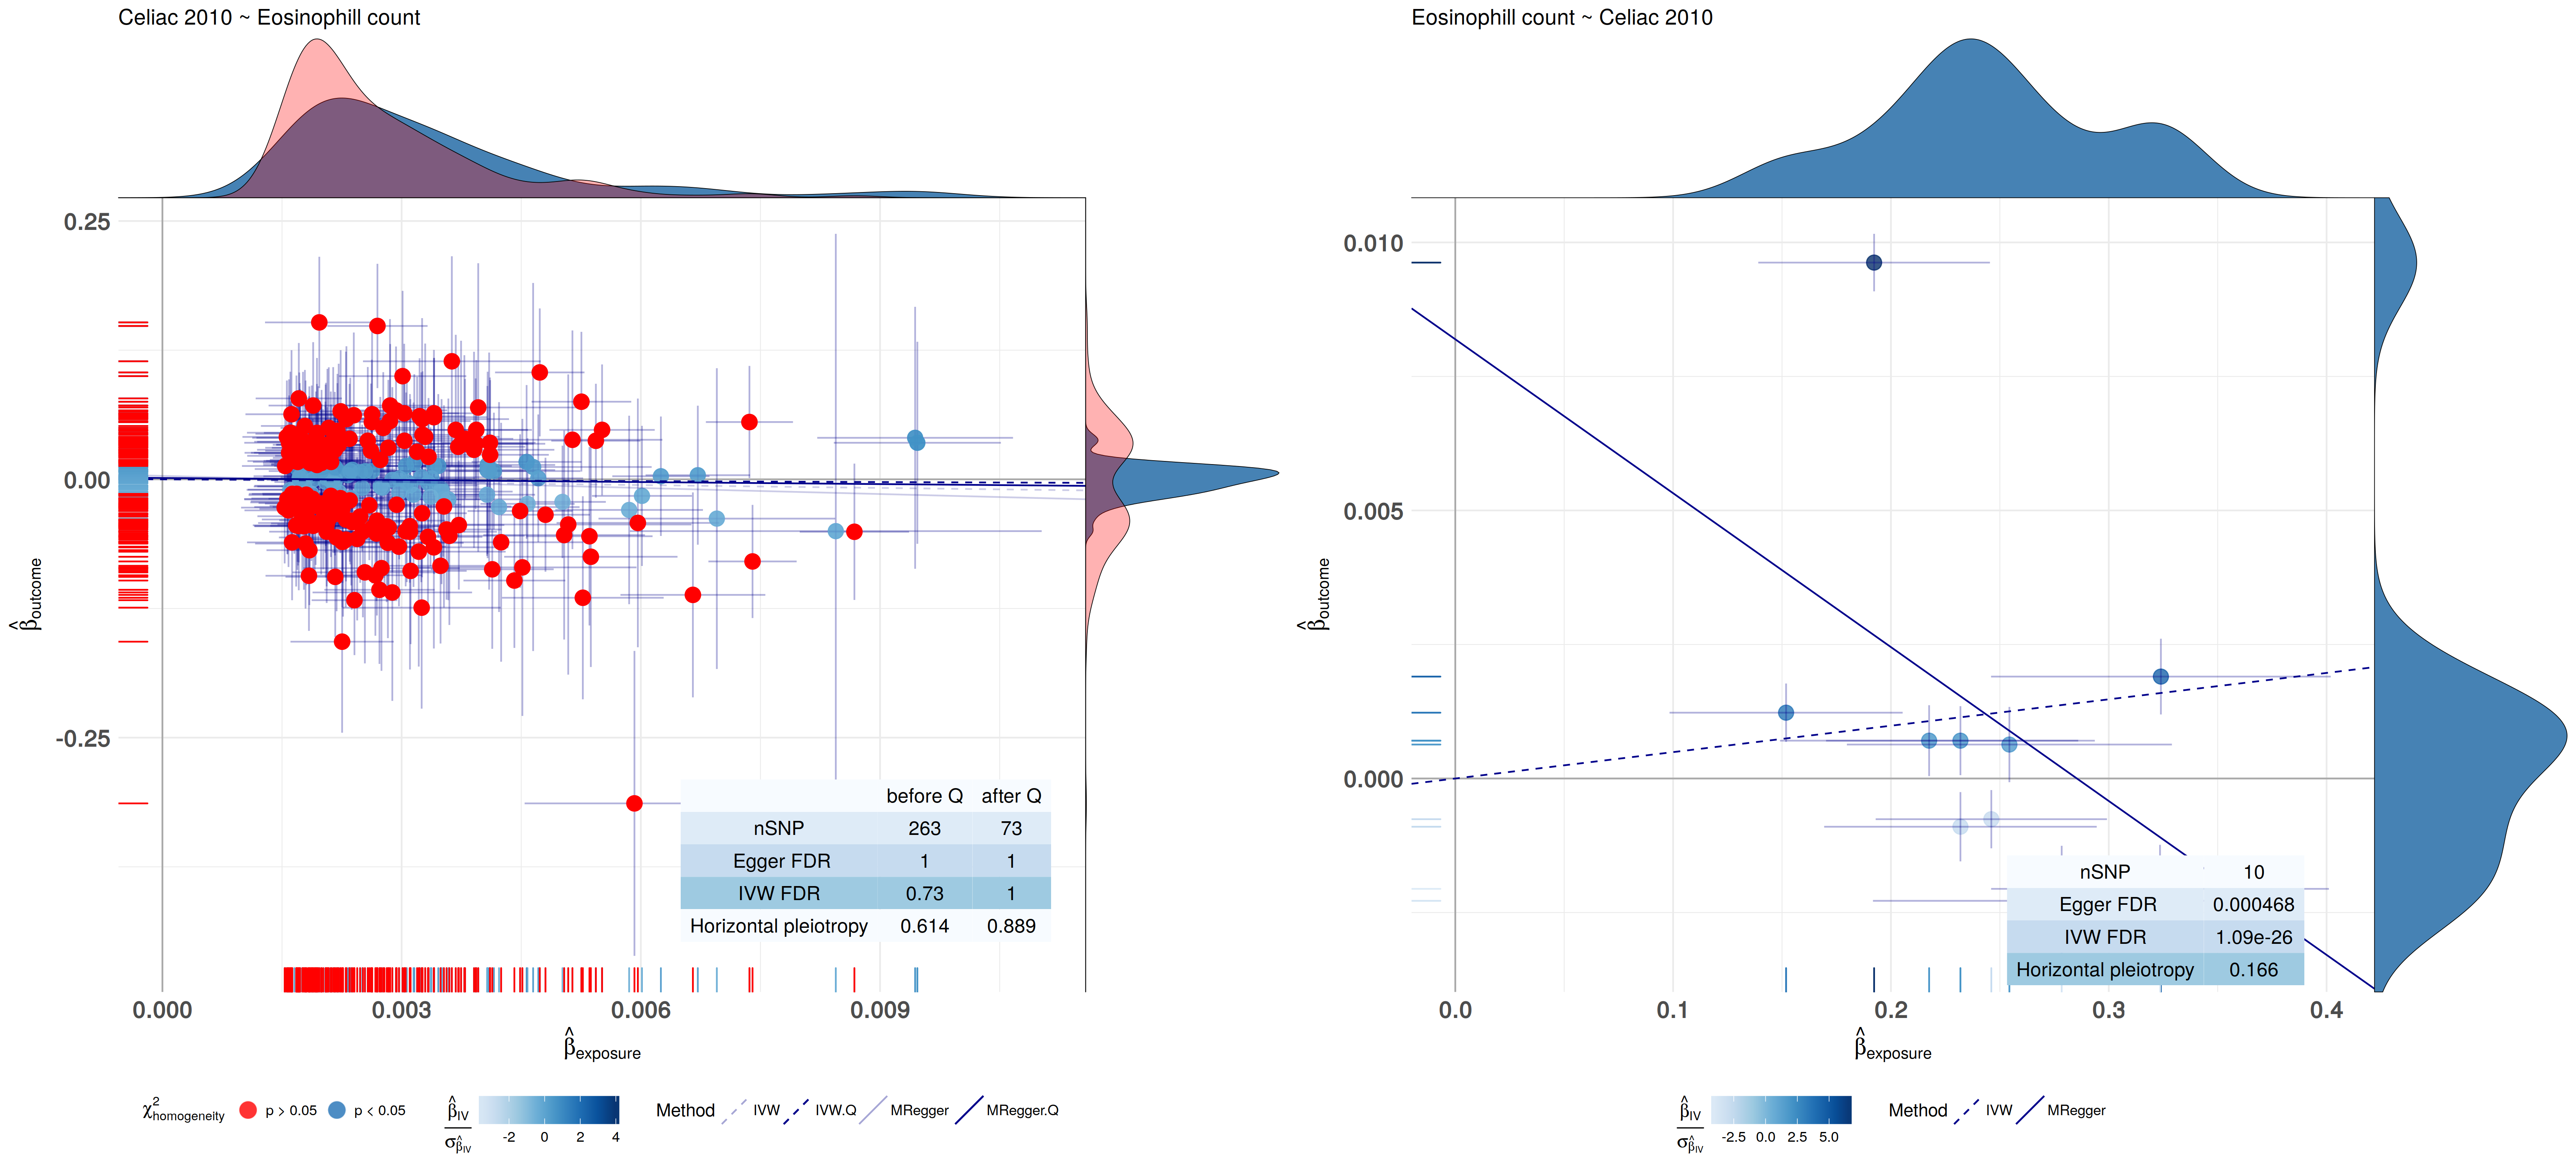 Celiac 2010 ~ Eosinophill count
0.25
0.00
-0.25
β̂outcome
before Q after Q
nSNP 263 73
Egger FDR 1 1
IVW FDR 0.73 1
Horizontal pleiotropy 0.614 0.889
0.000 0.003 0.006 0.009
β̂exposure
χ²homogeneity p > 0.05 p < 0.05
β̂IV
σβ̂IV
-2 0 2 4
Method IVW IVW.Q MRegger MRegger.Q
Eosinophill count ~ Celiac 2010
0.010
0.005
0.000
β̂outcome
nSNP 10
Egger FDR 0.000468
IVW FDR 1.09e-26
Horizontal pleiotropy 0.166
0.0 0.1 0.2 0.3 0.4
β̂exposure
β̂IV
σβ̂IV
-2.5 0.0 2.5 5.0
Method IVW MRegger